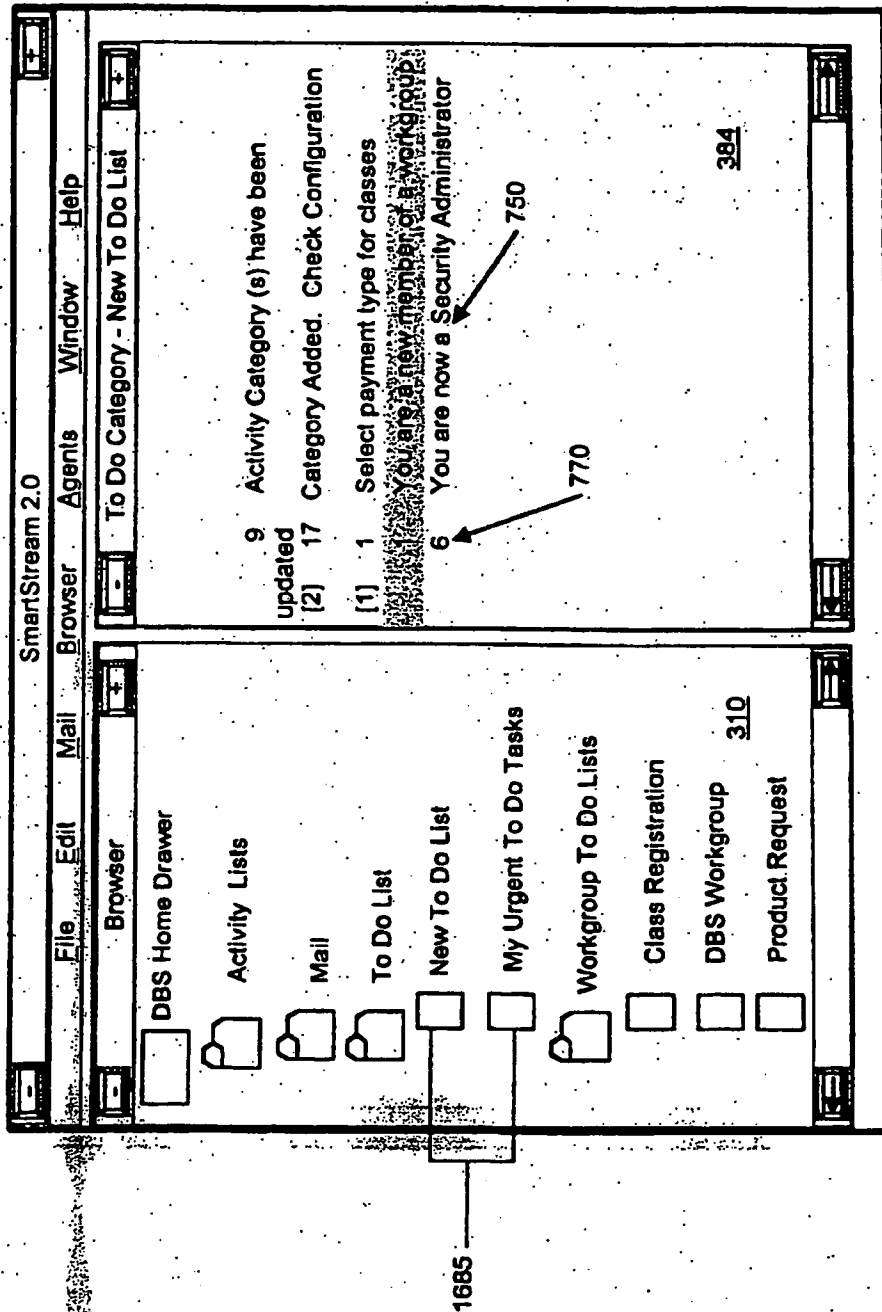 SmartStream 2.0
File Edit Mail Browser Agents Window Help
Browser
DBS Home Drawer
Activity Lists
Mail
To Do List
New To Do List
My Urgent To Do Tasks
Workgroup To Do Lists
Class Registration
DBS Workgroup
Product Request
310
1685
To Do Category - New To Do List
9 Activity Category (s) have been
updated
[2] 17 Category Added. Check Configuration
[1] 1 Select payment type for classes
You are a new member of a workgroup
6 You are now a Security Administrator
770
750
384